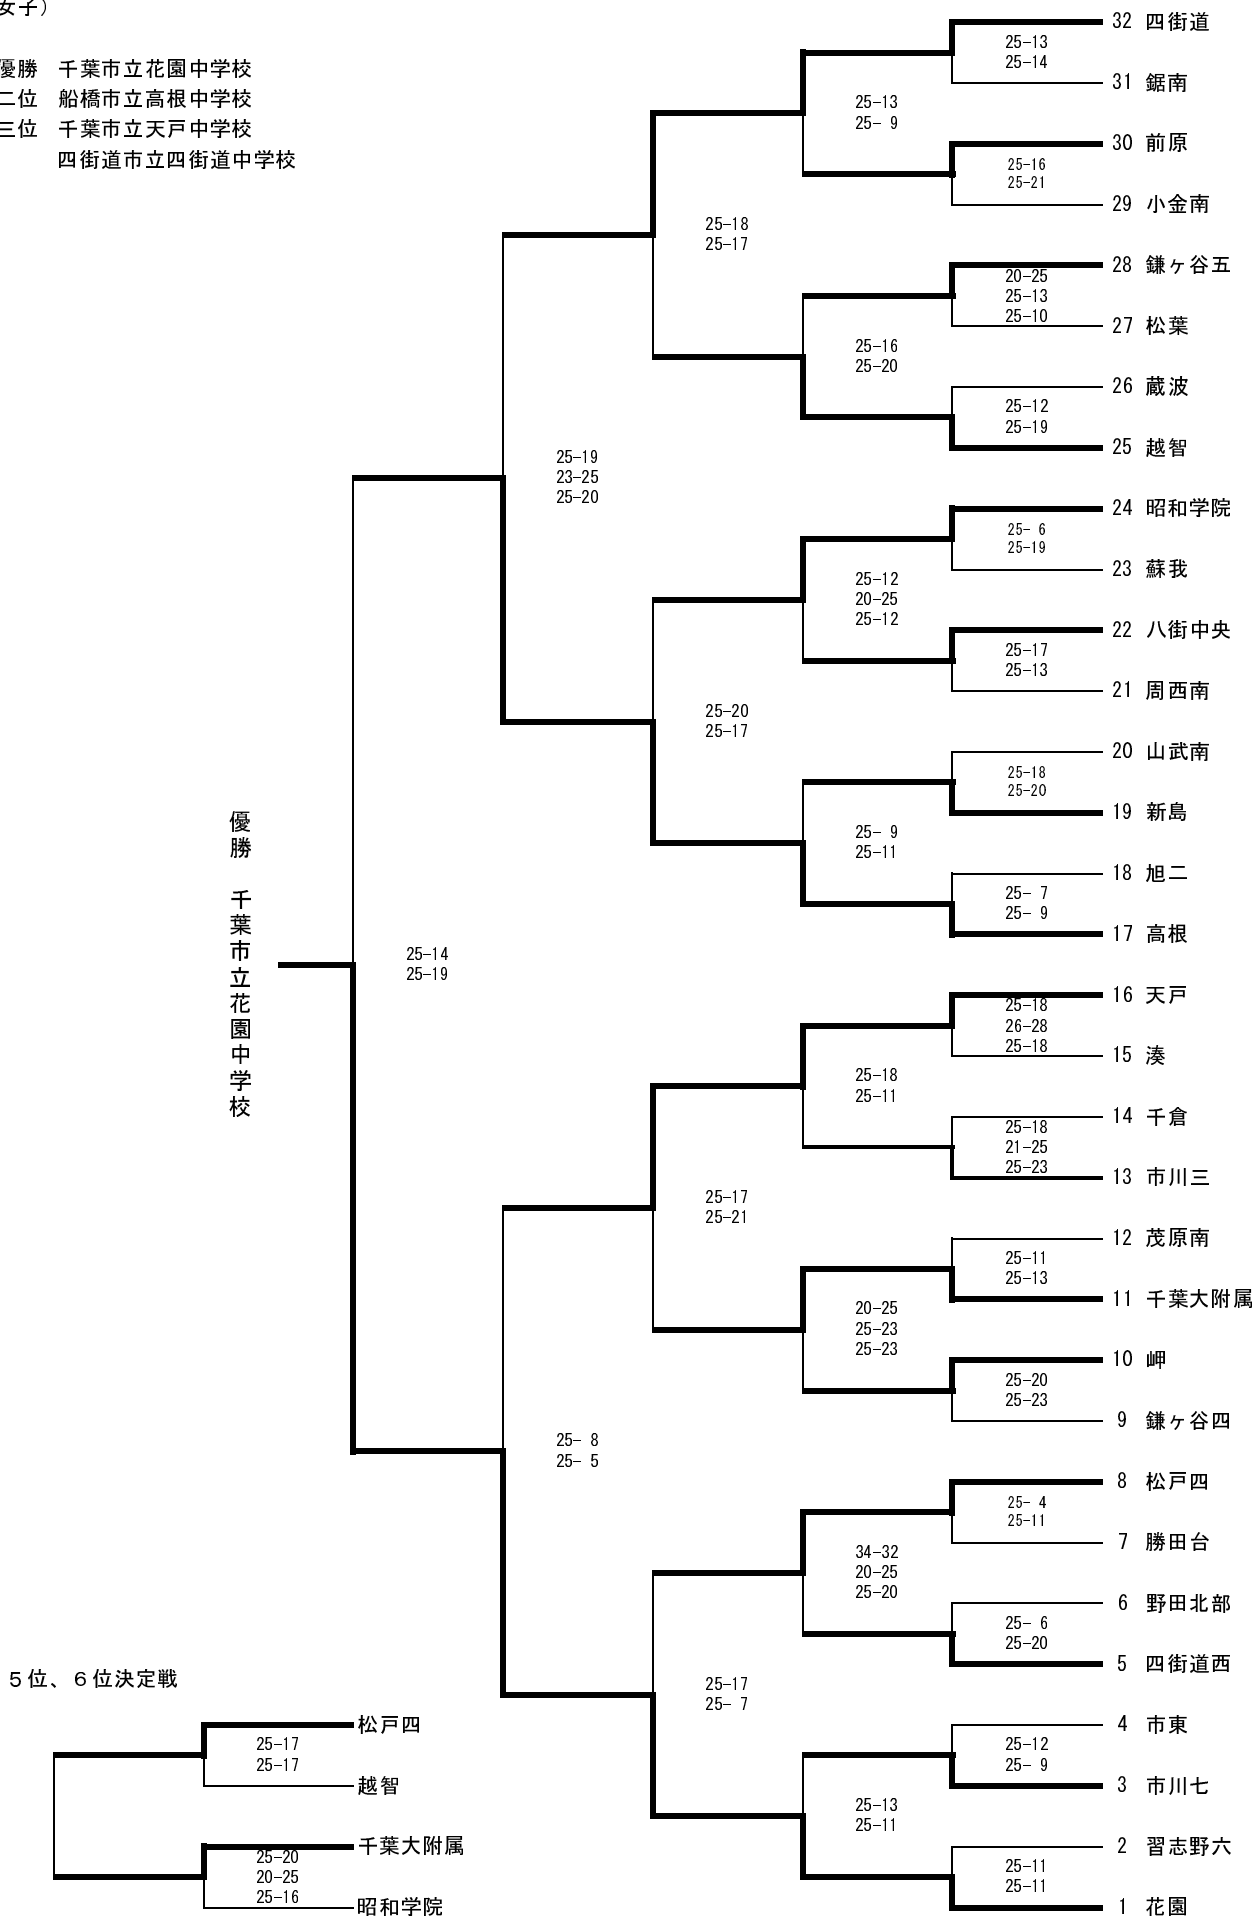 女子）
優勝　千葉市立花園中学校
二位　船橋市立高根中学校
三位　千葉市立天戸中学校
四街道市立四街道中学校
32 四街道
25-13
25-14
31 鋸南
25-13
25- 9
30 前原
25-16
25-21
29 小金南
25-18
25-17
28 鎌ヶ谷五
20-25
25-13
25-10
27 松葉
25-16
25-20
26 蔵波
25-12
25-19
25 越智
25-19
23-25
25-20
24 昭和学院
25- 6
25-19
23 蘇我
25-12
20-25
25-12
22 八街中央
25-17
25-13
21 周西南
25-20
25-17
20 山武南
25-18
25-20
19 新島
25- 9
25-11
18 旭二
25- 7
25- 9
17 高根
優勝　千葉市立花園中学校
25-14
25-19
16 天戸
25-18
26-28
25-18
15 湊
25-18
25-11
14 千倉
25-18
21-25
25-23
13 市川三
25-17
25-21
12 茂原南
25-11
25-13
11 千葉大附属
20-25
25-23
25-23
10 岬
25-20
25-23
9 鎌ヶ谷四
25- 8
25- 5
8 松戸四
25- 4
25-11
7 勝田台
34-32
20-25
25-20
6 野田北部
25- 6
25-20
5 四街道西
25-17
25- 7
4 市東
25-12
25- 9
3 市川七
25-13
25-11
2 習志野六
25-11
25-11
1 花園
５位、６位決定戦
松戸四
25-17
25-17
越智
千葉大附属
25-20
20-25
25-16
昭和学院